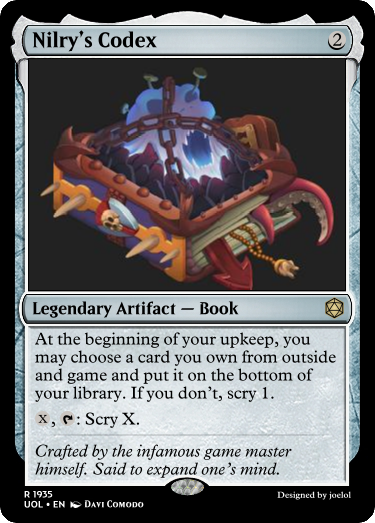 Nilry's Codex 2
Legendary Artifact — Book
At the beginning of your upkeep, you
may choose a card you own from outside
and game and put it on the bottom of
your library. If you don't, scry 1.
X, : Scry X.
Crafted by the infamous game master
himself. Said to expand one's mind.
R 1935
UOL • EN Davi Comodo
Designed by joelol